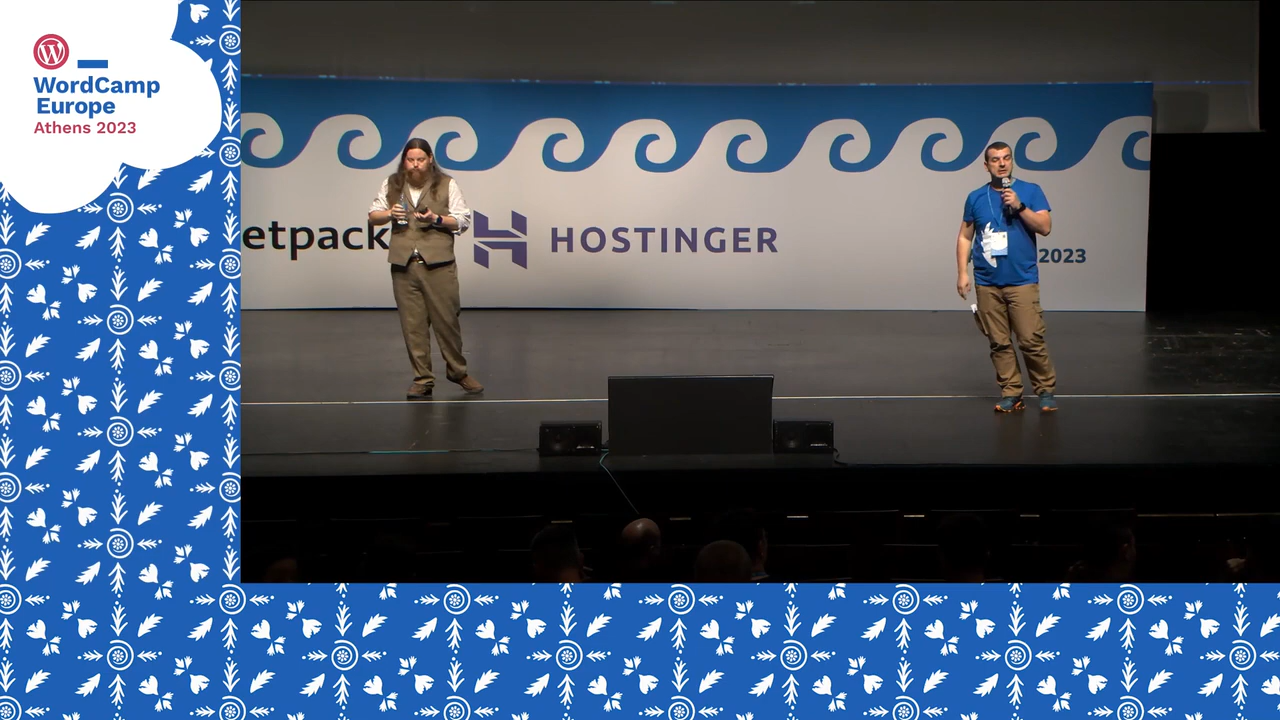 WordCamp
Europe
Athens 2023
etpack
HOSTINGER
2023